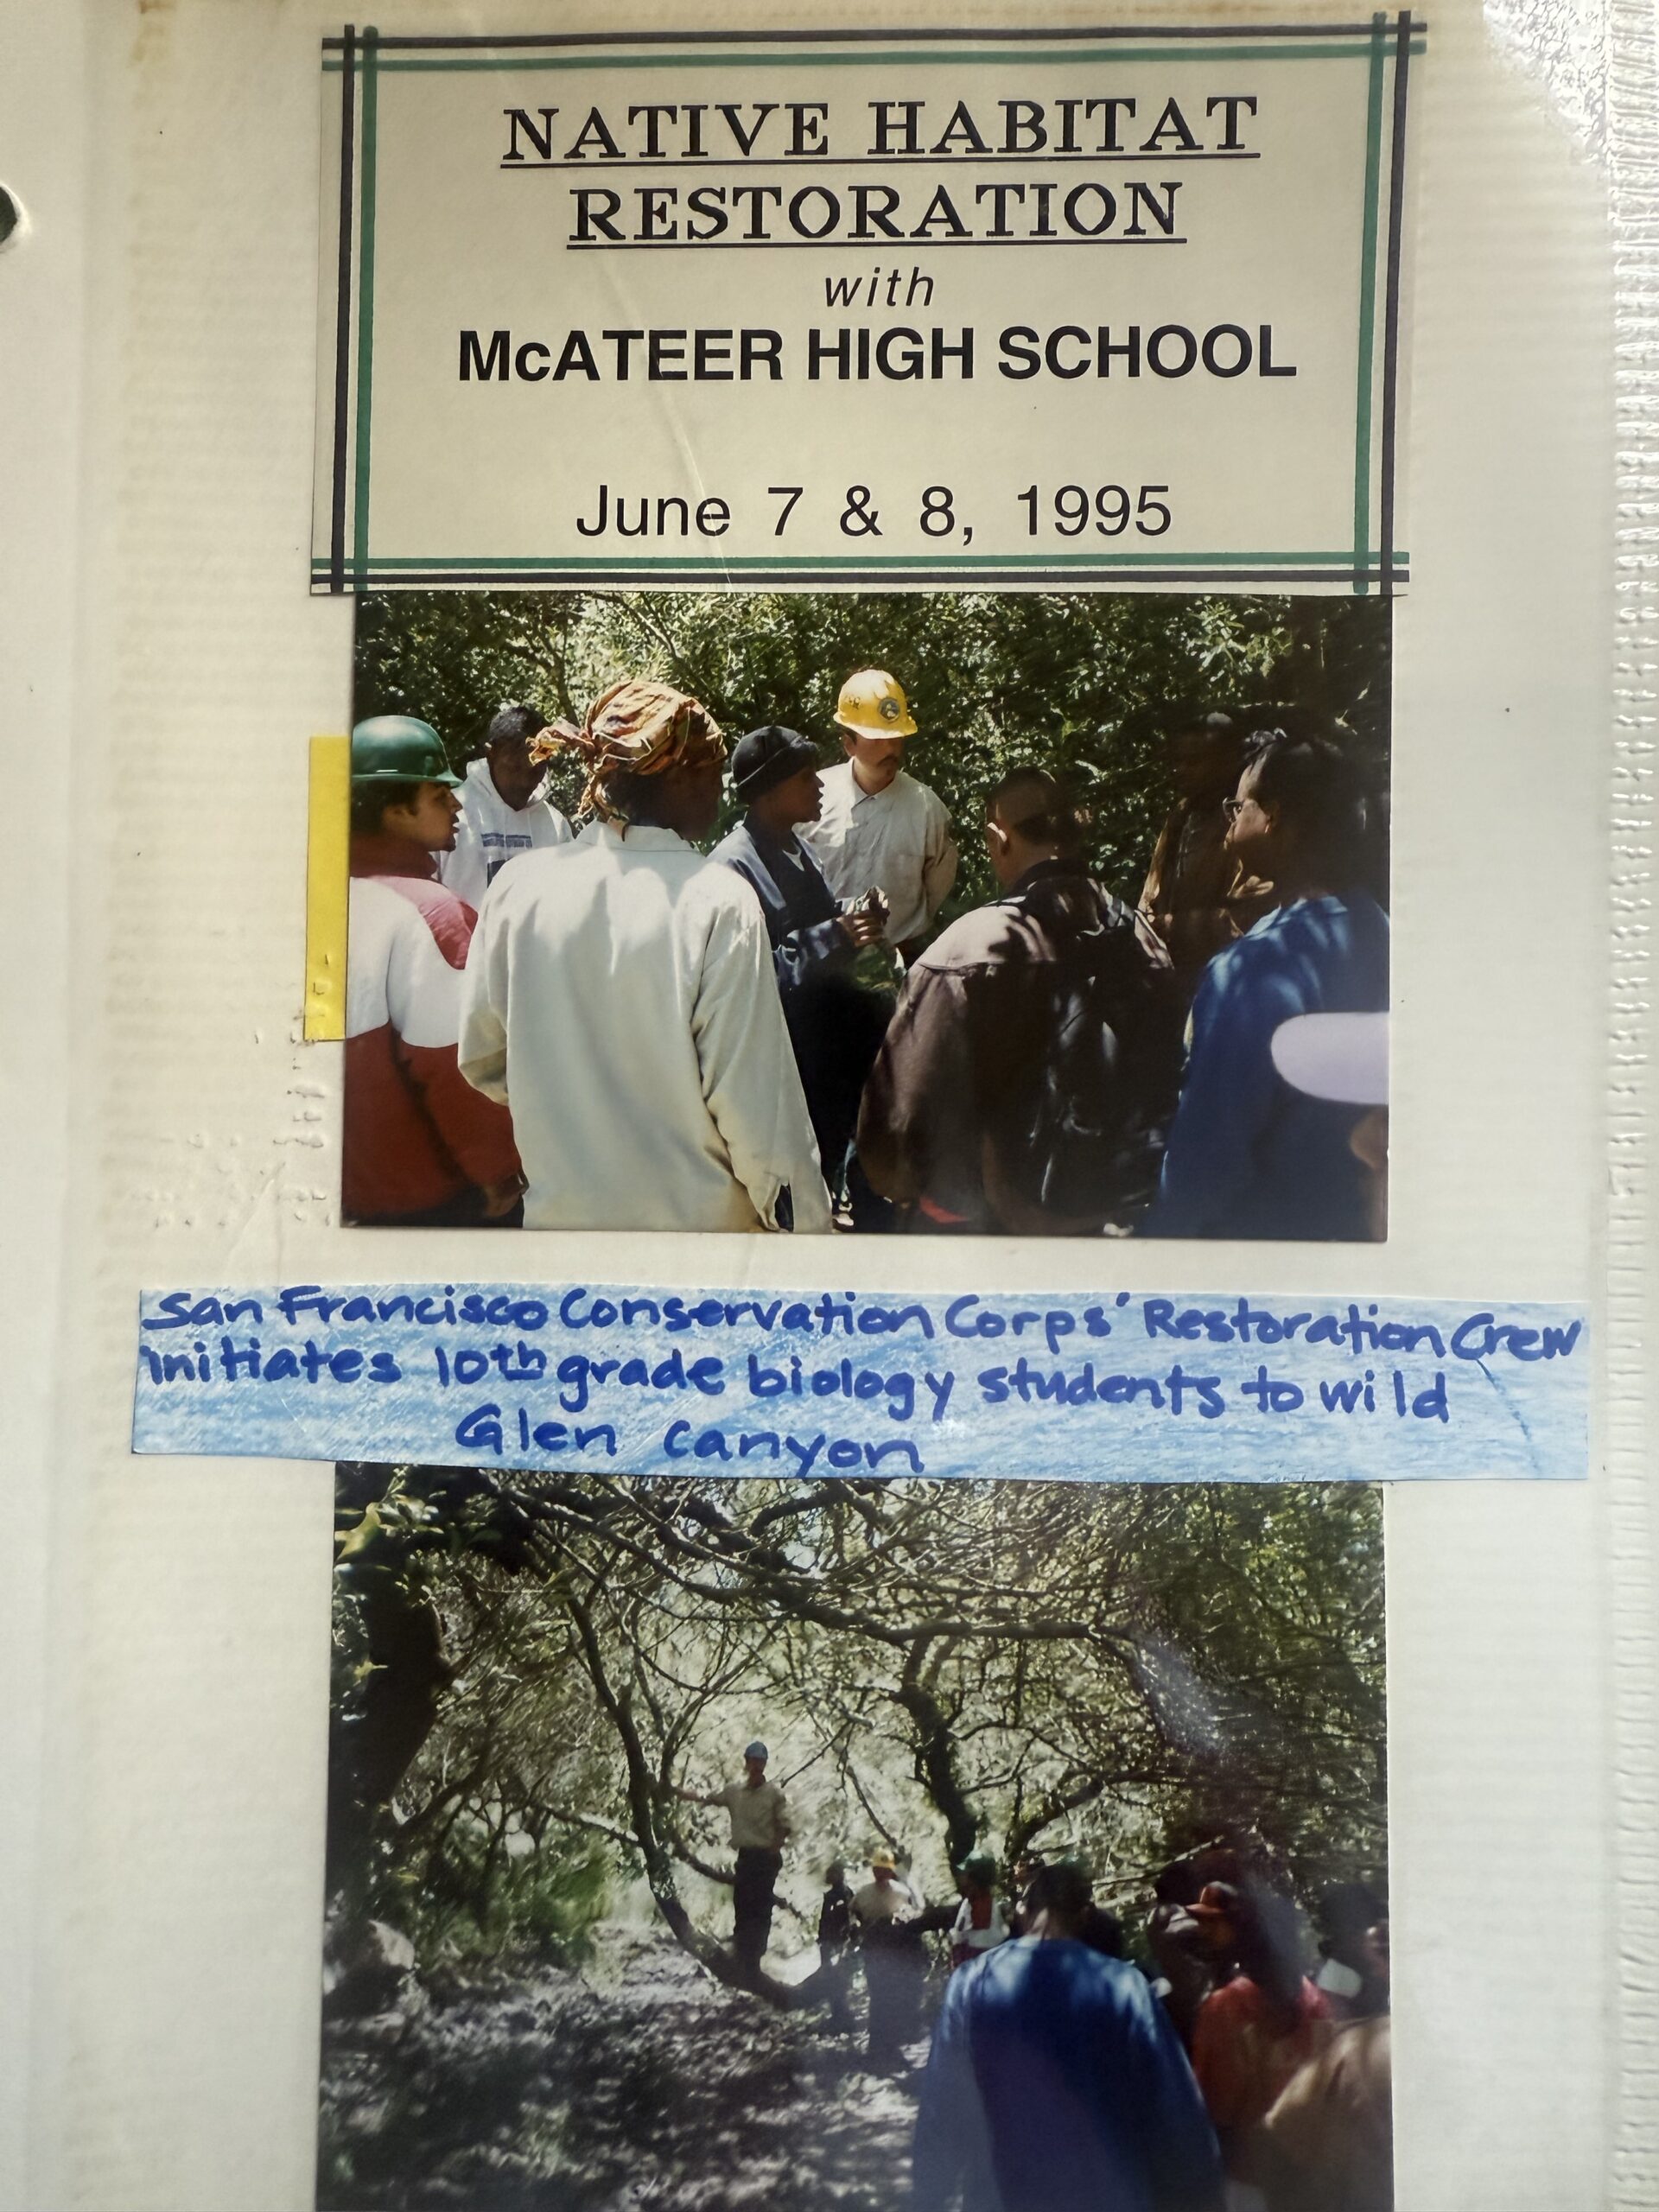 NATIVE HABITAT
RESTORATION
with
McATEER HIGH SCHOOL
June 7 & 8, 1995
San Francisco Conservation Corps' Restoration Crew
initiates 10th grade biology students to wild
Glen Canyon